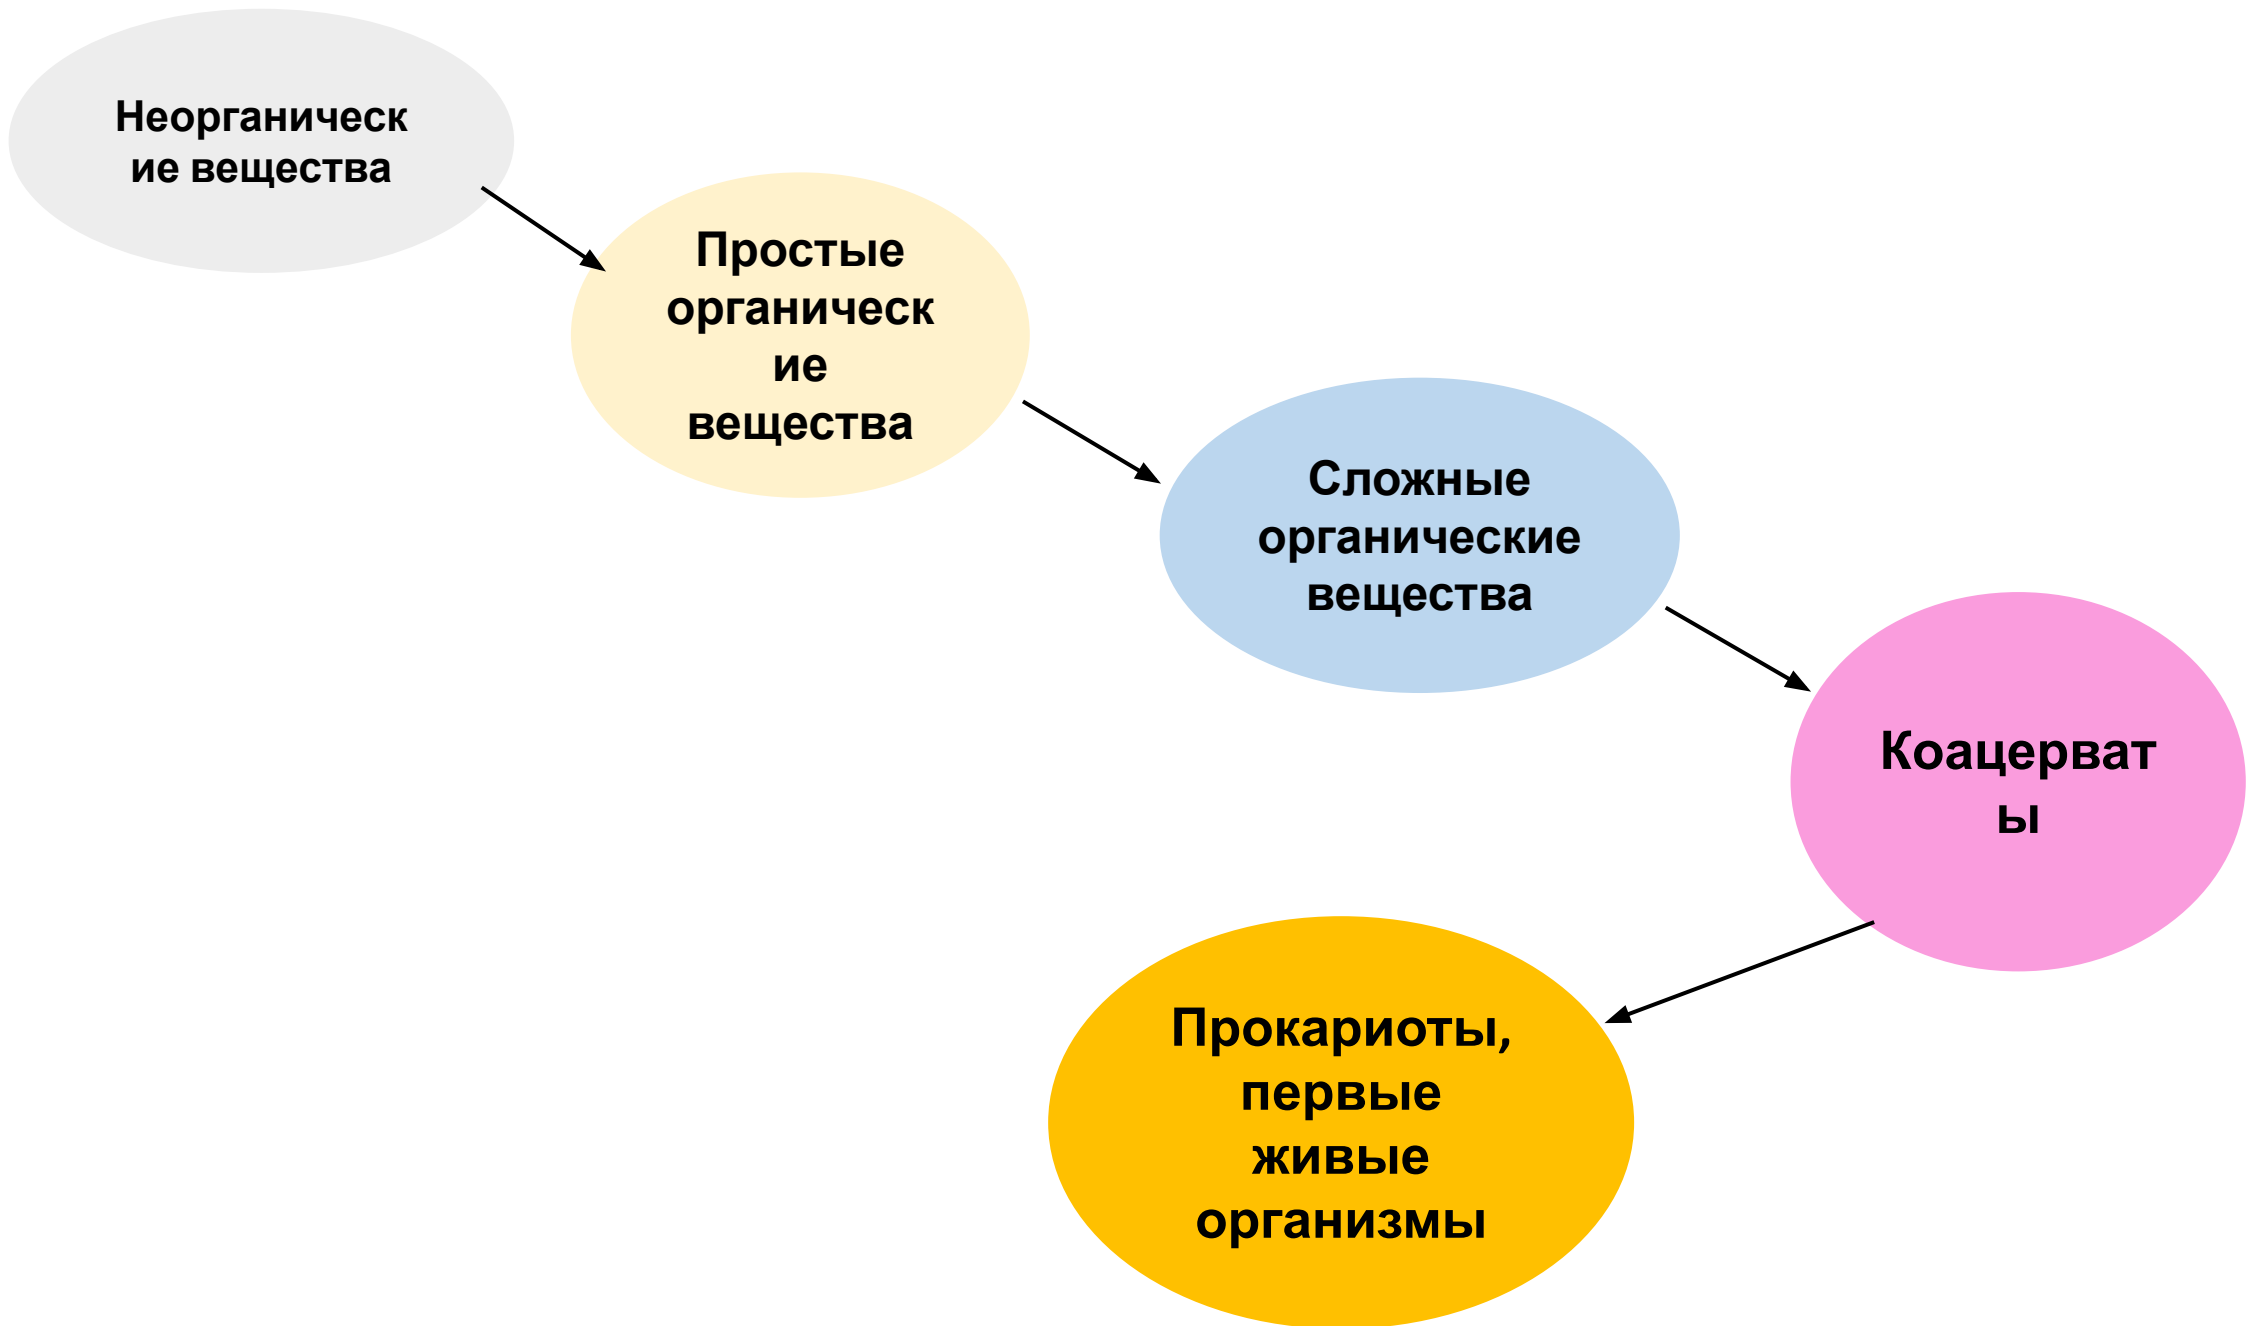 Неорганическ
ие вещества
Простые
органическ
ие
вещества
Сложные
органические
вещества
Коацерват
ы
Прокариоты,
первые
живые
организмы